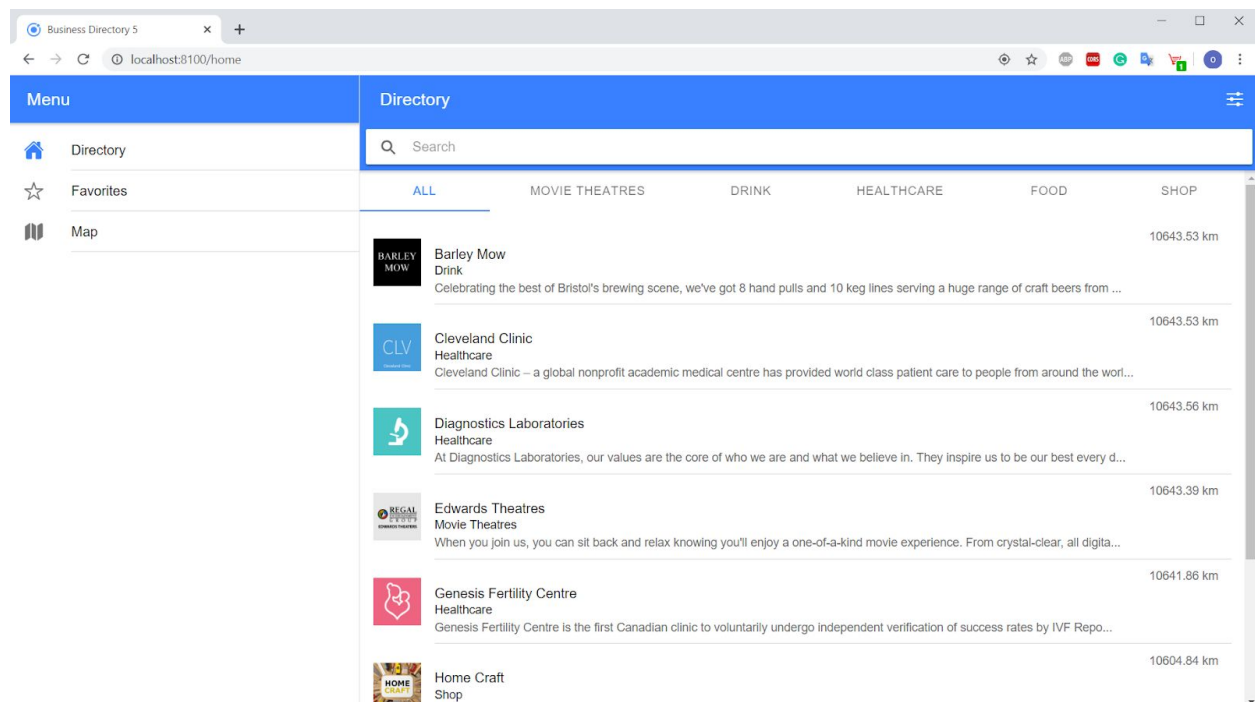 Business Directory 5
localhost:8100/home
ABP
CORS
G
1
O
Menu
Directory
Favorites
Map
Directory
Search
ALL
MOVIE THEATRES
DRINK
HEALTHCARE
FOOD
SHOP
BARLEY
MOW
Barley Mow
Drink
Celebrating the best of Bristol's brewing scene, we've got 8 hand pulls and 10 keg lines serving a huge range of craft beers from ...
10643.53 km
CLV
Cleveland Clinic
Healthcare
Cleveland Clinic – a global nonprofit academic medical centre has provided world class patient care to people from around the worl...
10643.53 km
Diagnostics Laboratories
Healthcare
At Diagnostics Laboratories, our values are the core of who we are and what we believe in. They inspire us to be our best every d...
10643.56 km
REGAL
GROUP
EDWARDS THEATRES
Edwards Theatres
Movie Theatres
When you join us, you can sit back and relax knowing you'll enjoy a one-of-a-kind movie experience. From crystal-clear, all digita...
10643.39 km
Genesis Fertility Centre
Healthcare
Genesis Fertility Centre is the first Canadian clinic to voluntarily undergo independent verification of success rates by IVF Repo...
10641.86 km
HOME
CRAFT
Home Craft
Shop
10604.84 km